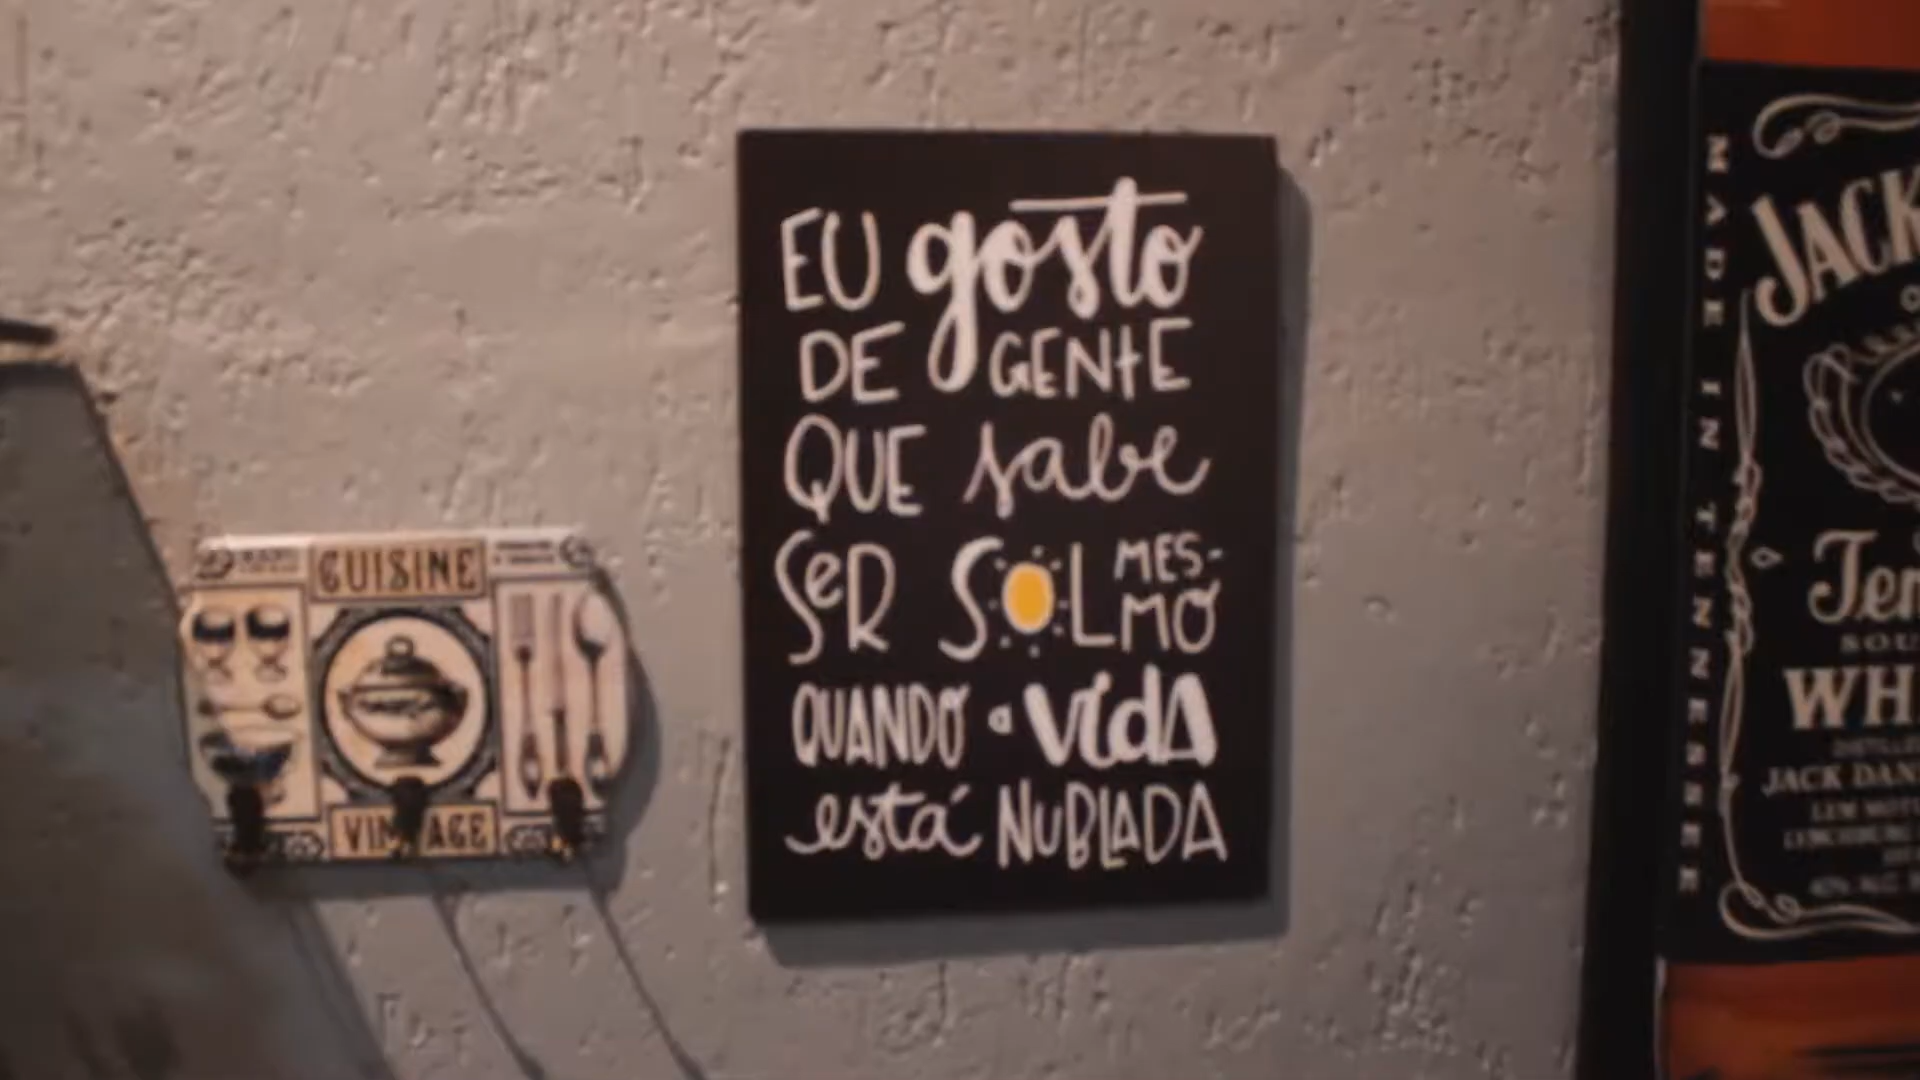 EU gosto
DE GENTE
QUE sabe
SER SOL MES-
MO
QUANDO a vidA
está NUBLADA
CUISINE
VINTAGE
MADE IN TENNESSEE
JACK
JACK DAN